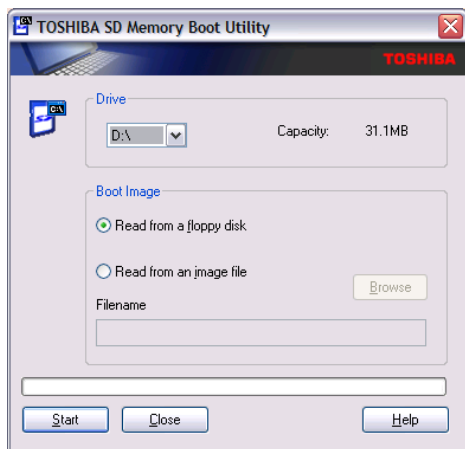 TOSHIBA SD Memory Boot Utility
TOSHIBA
Drive
D:\
Capacity: 31.1MB
Boot Image
Read from a floppy disk
Read from an image file
Browse
Filename
Start Close Help